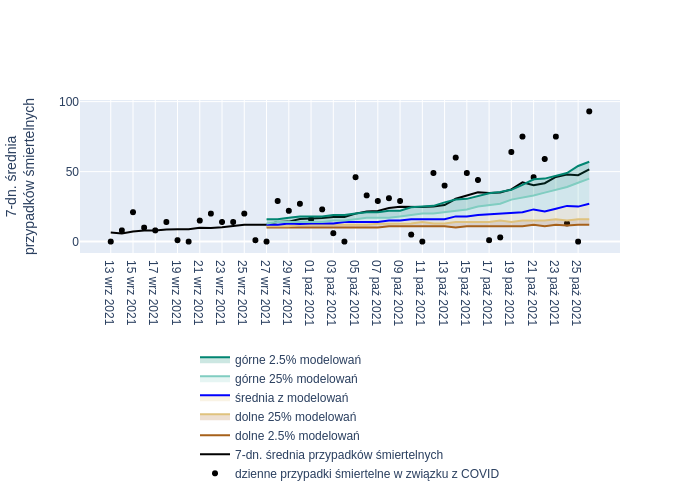 7-dn. średnia
przypadków śmiertelnych
100
50
0
13 wrz 2021
15 wrz 2021
17 wrz 2021
19 wrz 2021
21 wrz 2021
23 wrz 2021
25 wrz 2021
27 wrz 2021
29 wrz 2021
01 paź 2021
03 paź 2021
05 paź 2021
07 paź 2021
09 paź 2021
11 paź 2021
13 paź 2021
15 paź 2021
17 paź 2021
19 paź 2021
21 paź 2021
23 paź 2021
25 paź 2021
górne 2.5% modelowań
górne 25% modelowań
średnia z modelowań
dolne 25% modelowań
dolne 2.5% modelowań
7-dn. średnia przypadków śmiertelnych
dzienne przypadki śmiertelne w związku z COVID